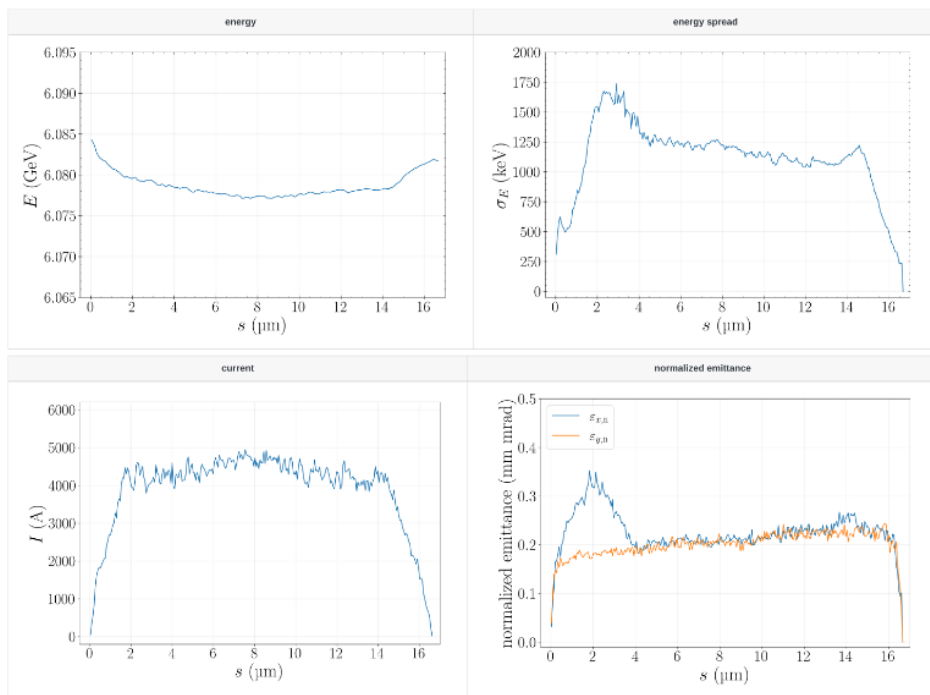 energy
energy spread
6.095
6.090
6.085
6.080
6.075
6.070
6.065
E (GeV)
0 2 4 6 8 10 12 14 16
s (µm)
2000
1750
1500
1250
1000
750
500
250
0
σ_E (keV)
0 2 4 6 8 10 12 14 16
s (µm)
current
normalized emittance
6000
5000
4000
3000
2000
1000
0
I (A)
0 2 4 6 8 10 12 14 16
s (µm)
0.5
0.4
0.3
0.2
0.1
0.0
normalized emittance (mm mrad)
ε_{x,n}
ε_{y,n}
0 2 4 6 8 10 12 14 16
s (µm)